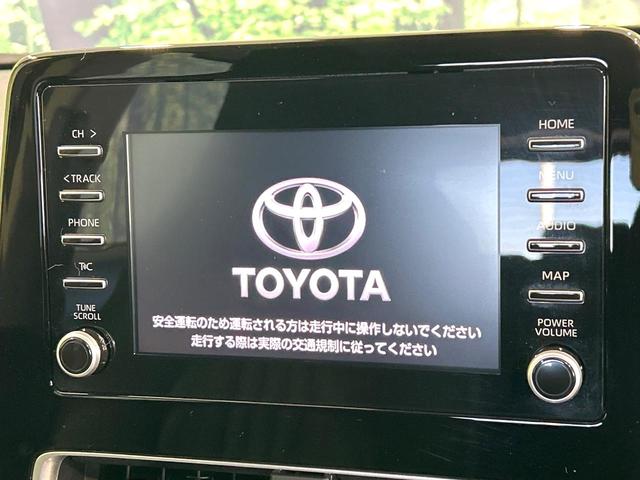 CH >
< TRACK
PHONE
T C
TUNE
SCROLL
TOYOTA
安全運転のため運転される方は走行中に操作しないでください
走行する際は実際の交通規制に従ってください
HOME
MENU
AUDIO
MAP
POWER
VOLUME